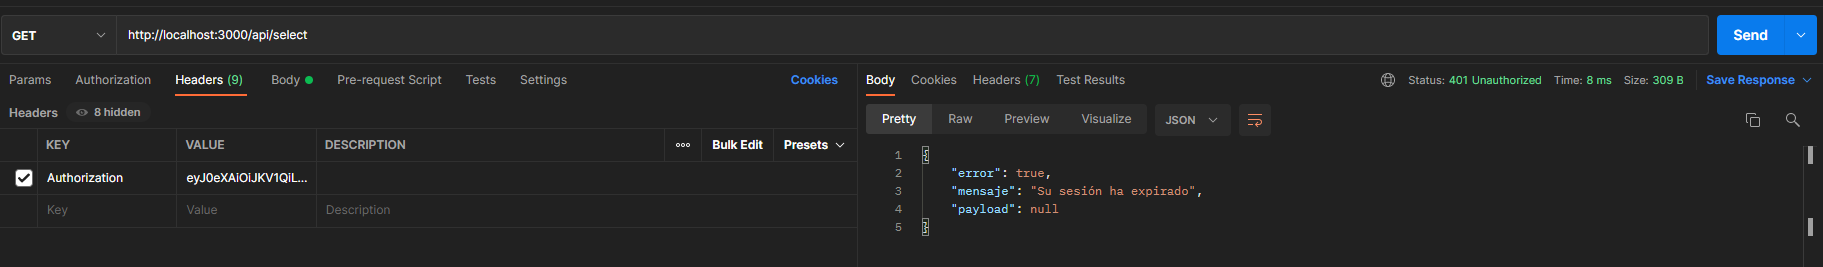 GET http://localhost:3000/api/select Send
Params Authorization Headers (9) Body Pre-request Script Tests Settings Cookies
Headers 8 hidden
KEY VALUE DESCRIPTION ooo Bulk Edit Presets
Authorization eyJ0eXAiOiJKV1QiL...
Key Value Description
Body Cookies Headers (7) Test Results Status: 401 Unauthorized Time: 8 ms Size: 309 B Save Response
Pretty Raw Preview Visualize JSON
1 {
2 "error": true,
3 "mensaje": "Su sesión ha expirado",
4 "payload": null
5 }